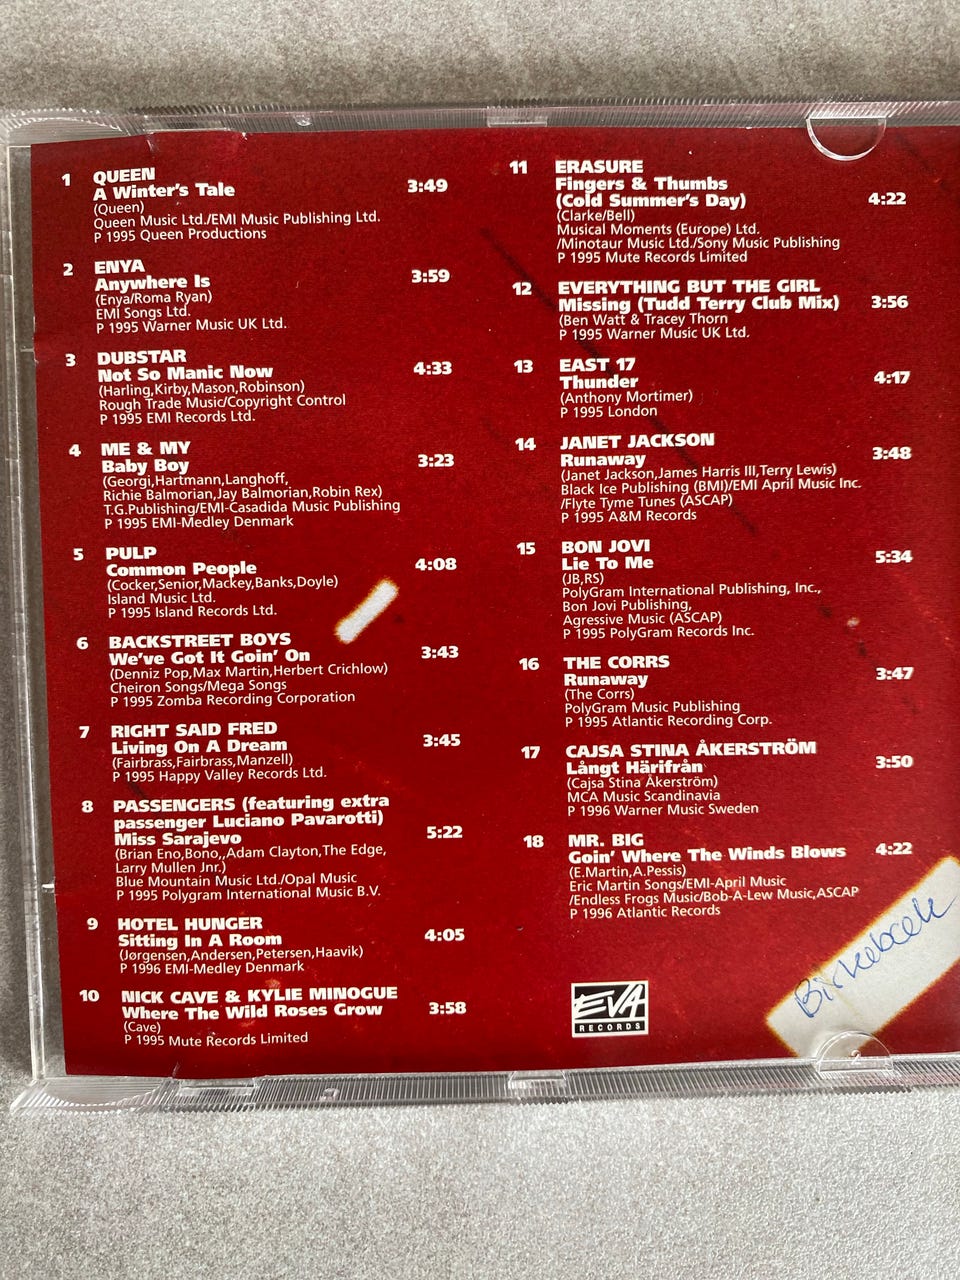 1 QUEEN
A Winter's Tale 3:49
(Queen)
Queen Music Ltd./EMI Music Publishing Ltd.
P 1995 Queen Productions
2 ENYA
Anywhere Is 3:59
(Enya/Roma Ryan)
EMI Songs Ltd.
P 1995 Warner Music UK Ltd.
3 DUBSTAR
Not So Manic Now 4:33
(Harling,Kirby,Mason,Robinson)
Rough Trade Music/Copyright Control
P 1995 EMI Records Ltd.
4 ME & MY
Baby Boy 3:23
(Georgi,Hartmann,Langhoff,
Richie Balmorian,Jay Balmorian,Robin Rex)
T.G.Publishing/EMI-Casadida Music Publishing
P 1995 EMI-Medley Denmark
5 PULP
Common People 4:08
(Cocker,Senior,Mackey,Banks,Doyle)
Island Music Ltd.
P 1995 Island Records Ltd.
6 BACKSTREET BOYS
We've Got It Goin' On 3:43
(Denniz Pop,Max Martin,Herbert Crichlow)
Cheiron Songs/Mega Songs
P 1995 Zomba Recording Corporation
7 RIGHT SAID FRED
Living On A Dream 3:45
(Fairbrass,Fairbrass,Manzell)
P 1995 Happy Valley Records Ltd.
8 PASSENGERS (featuring extra
passenger Luciano Pavarotti)
Miss Sarajevo 5:22
(Brian Eno,Bono,,Adam Clayton,The Edge,
Larry Mullen Jnr.)
Blue Mountain Music Ltd./Opal Music
P 1995 Polygram International Music B.V.
9 HOTEL HUNGER
Sitting In A Room 4:05
(Jørgensen,Andersen,Petersen,Haavik)
P 1996 EMI-Medley Denmark
10 NICK CAVE & KYLIE MINOGUE
Where The Wild Roses Grow 3:58
(Cave)
P 1995 Mute Records Limited
11 ERASURE
Fingers & Thumbs
(Cold Summer's Day) 4:22
(Clarke/Bell)
Musical Moments (Europe) Ltd.
/Minotaur Music Ltd./Sony Music Publishing
P 1995 Mute Records Limited
12 EVERYTHING BUT THE GIRL
Missing (Tudd Terry Club Mix) 3:56
(Ben Watt & Tracey Thorn
P 1995 Warner Music UK Ltd.
13 EAST 17
Thunder 4:17
(Anthony Mortimer)
P 1995 London
14 JANET JACKSON
Runaway 3:48
(Janet Jackson,James Harris III,Terry Lewis)
Black Ice Publishing (BMI)/EMI April Music Inc.
/Flyte Tyme Tunes (ASCAP)
P 1995 A&M Records
15 BON JOVI
Lie To Me 5:34
(JB,RS)
PolyGram International Publishing, Inc.,
Bon Jovi Publishing,
Agressive Music (ASCAP)
P 1995 PolyGram Records Inc.
16 THE CORRS
Runaway 3:47
(The Corrs)
PolyGram Music Publishing
P 1995 Atlantic Recording Corp.
17 CAJSA STINA ÅKERSTRÖM
Långt Härifrån 3:50
(Cajsa Stina Åkerström)
MCA Music Scandinavia
P 1996 Warner Music Sweden
18 MR. BIG
Goin' Where The Winds Blows 4:22
(E.Martin,A.Pessis)
Eric Martin Songs/EMI-April Music
/Endless Frogs Music/Bob-A-Lew Music,ASCAP
P 1996 Atlantic Records
EVA
RECORDS
Birkebæk